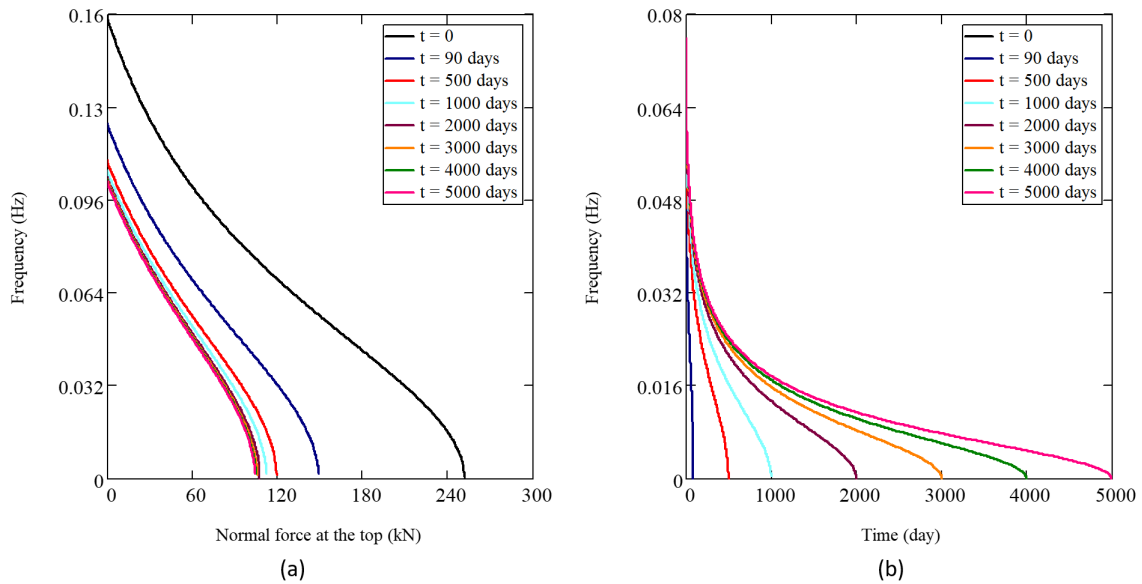 0.16
0.13
0.096
0.064
0.032
0
Frequency (Hz)
t = 0
t = 90 days
t = 500 days
t = 1000 days
t = 2000 days
t = 3000 days
t = 4000 days
t = 5000 days
0 60 120 180 240 300
Normal force at the top (kN)
(a)
0.08
0.064
0.048
0.032
0.016
0
Frequency (Hz)
t = 0
t = 90 days
t = 500 days
t = 1000 days
t = 2000 days
t = 3000 days
t = 4000 days
t = 5000 days
0 1000 2000 3000 4000 5000
Time (day)
(b)